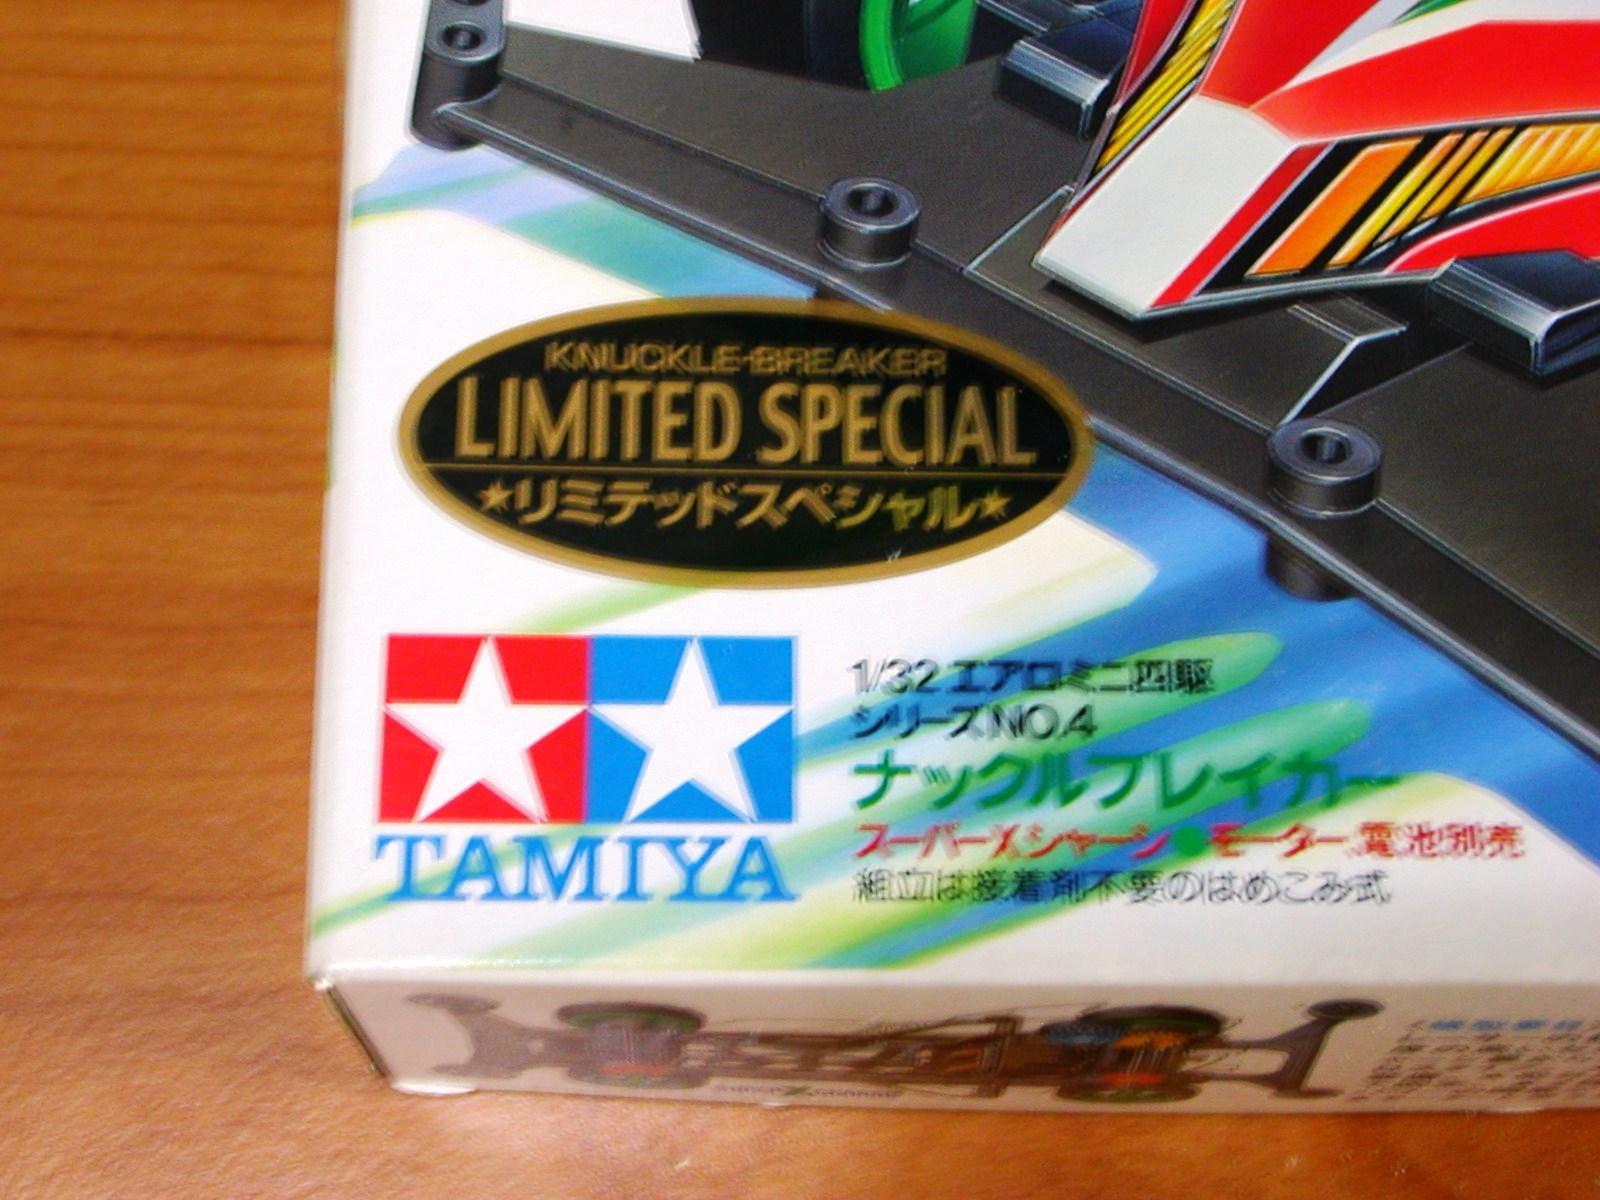 KNUCKLE-BREAKER
LIMITED SPECIAL
★リミテッドスペシャル★
TAMIYA
1/32 エアロミニ四駆
シリーズNO.4
ナックルブレイカー
スーパーXシャーシ●モーター、電池別売
組立は接着剤不要のはめこみ式